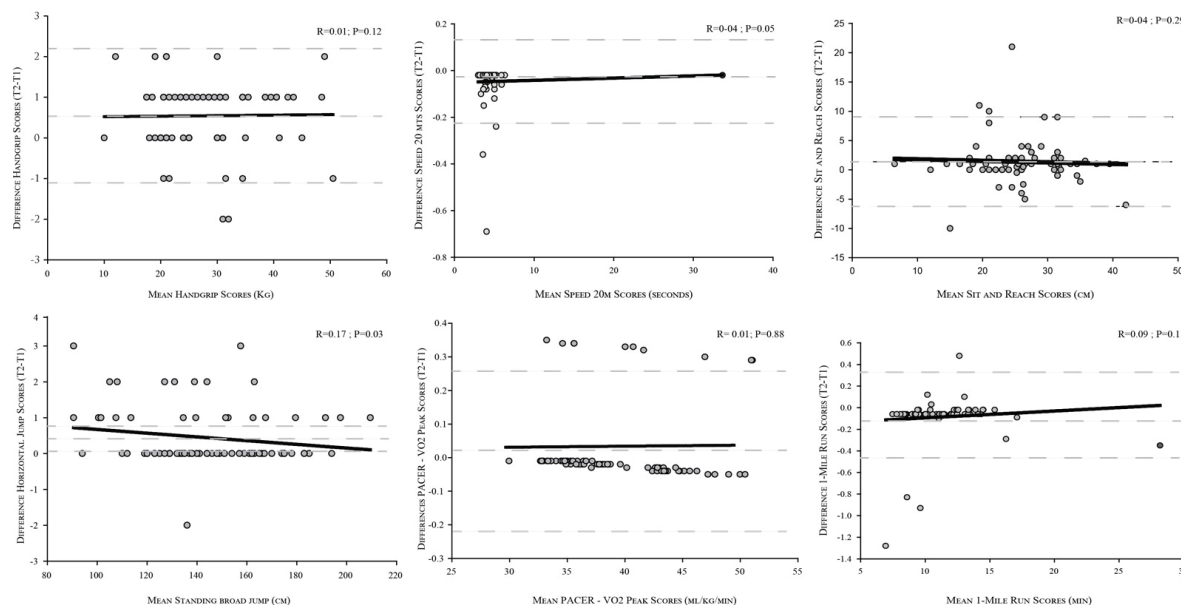 R=0.01; P=0.12
DIFFERENCE HANDGRIP SCORES (T2-T1)
3
2
1
0
-1
-2
-3
0 10 20 30 40 50 60
MEAN HANDGRIP SCORES (KG)
R=0-04 ; P=0.05
DIFFERENCE SPEED 20 MTS SCORES (T2-T1)
0.2
0.0
-0.2
-0.4
-0.6
-0.8
0 10 20 30 40
MEAN SPEED 20M SCORES (SECONDS)
R=0-04 ; P=0.29
DIFFERENCE SIT AND REACH SCORES (T2-T1)
25
20
15
10
5
0
-5
-10
-15
0 10 20 30 40 50
MEAN SIT AND REACH SCORES (CM)
R=0.17 ; P=0.03
DIFFERENCE HORIZONTAL JUMP SCORES (T2-T1)
4
3
2
1
0
-1
-2
-3
80 100 120 140 160 180 200 220
MEAN STANDING BROAD JUMP (CM)
R= 0.01; P=0.88
DIFFERENCES PACER - VO2 PEAK SCORES (T2-T1)
0.4
0.3
0.2
0.1
0.0
-0.1
-0.2
-0.3
25 30 35 40 45 50 55
MEAN PACER - VO2 PEAK SCORES (ML/KG/MIN)
R=0.09 ; P=0.1
DIFFERENCE 1-MILE RUN SCORES (T2-T1)
0.6
0.4
0.2
0.0
-0.2
-0.4
-0.6
-0.8
-1.0
-1.2
-1.4
5 10 15 20 25
MEAN 1-MILE RUN SCORES (MIN)